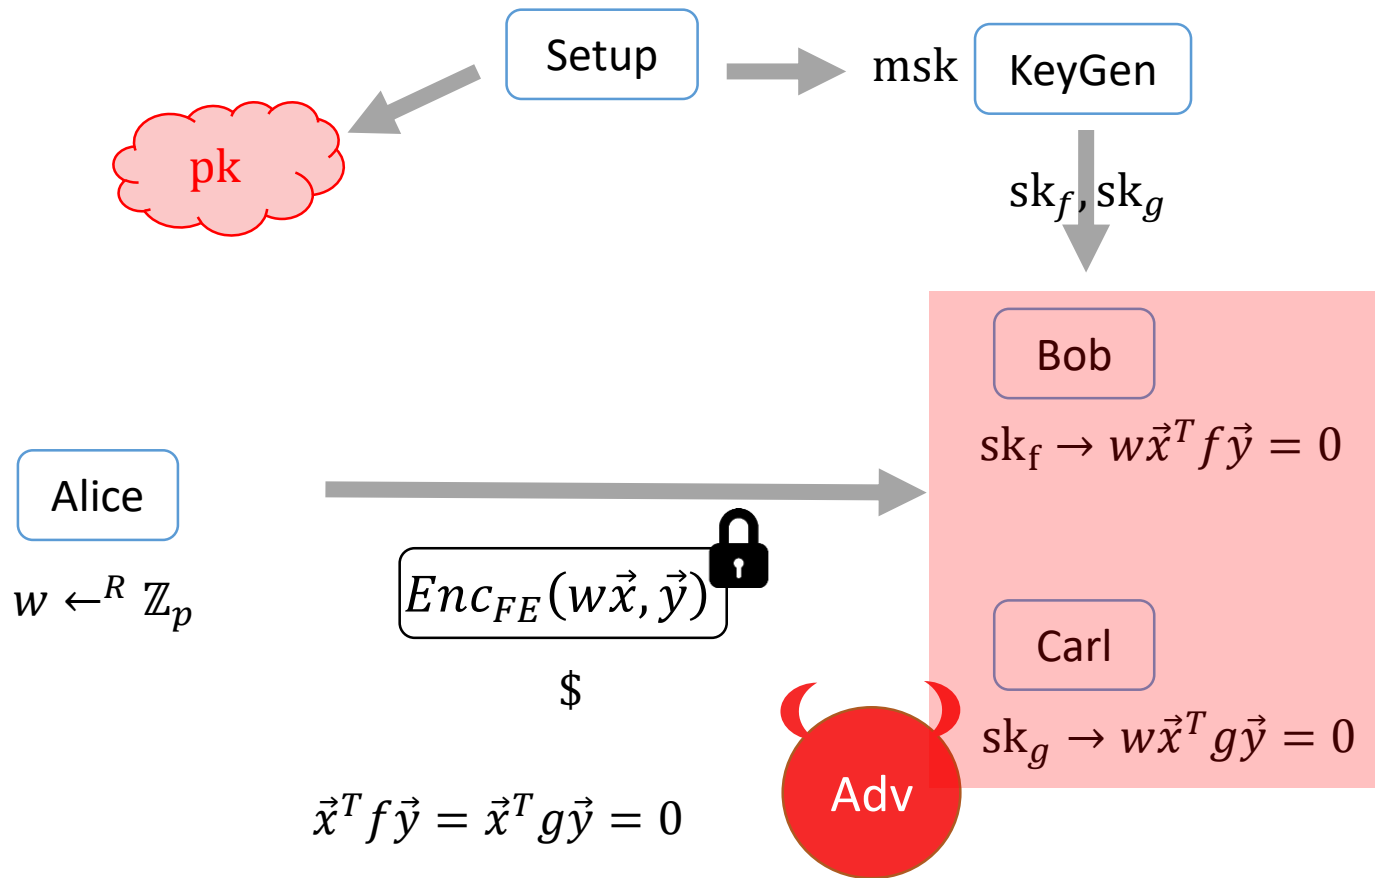 Setup
msk
KeyGen
pk
sk_f, sk_g
Bob
sk_f → wx⃗^T f y⃗ = 0
Alice
w ←^R ℤ_p
Enc_FE(wx⃗, y⃗)
$
Carl
sk_g → wx⃗^T g y⃗ = 0
Adv
x⃗^T f y⃗ = x⃗^T g y⃗ = 0